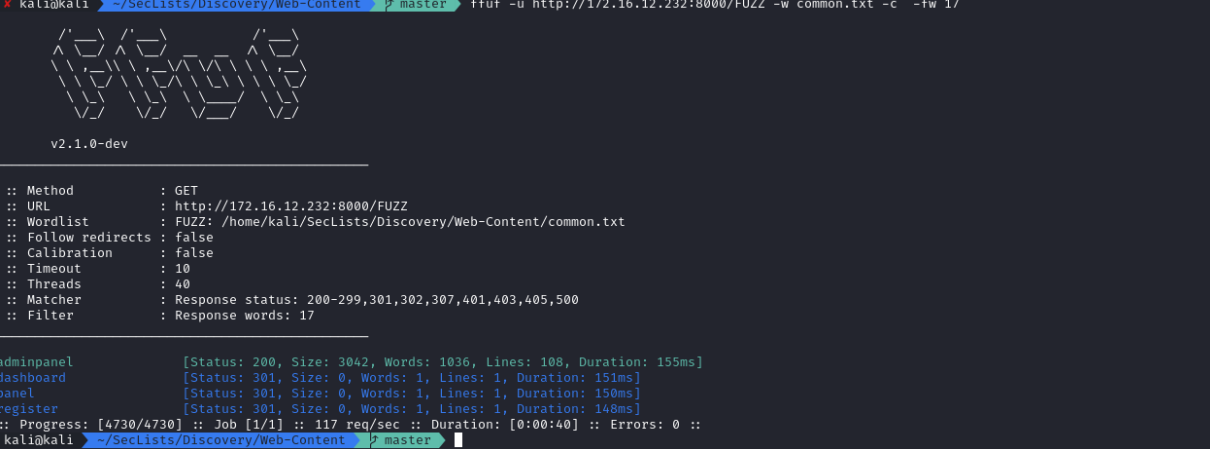 ✘ kali@kali ~/SecLists/Discovery/Web-Content master ffuf -u http://172.16.12.232:8000/FUZZ -w common.txt -c -fw 17
/'___\ /'___\ /'___\
/\ \__/ /\ \__/ __ __ /\ \__/
\ \ ,__\\ \ ,__\/\ \/\ \ \ \ ,__\
\ \ \_/ \ \ \_/\ \ \_\ \ \ \ \_/
\ \_\ \ \_\ \ \____/ \ \_\
\/_/ \/_/ \/___/ \/_/
v2.1.0-dev
________________________________________________
:: Method : GET
:: URL : http://172.16.12.232:8000/FUZZ
:: Wordlist : FUZZ: /home/kali/SecLists/Discovery/Web-Content/common.txt
:: Follow redirects : false
:: Calibration : false
:: Timeout : 10
:: Threads : 40
:: Matcher : Response status: 200-299,301,302,307,401,403,405,500
:: Filter : Response words: 17
________________________________________________
adminpanel [Status: 200, Size: 3042, Words: 1036, Lines: 108, Duration: 155ms]
dashboard [Status: 301, Size: 0, Words: 1, Lines: 1, Duration: 151ms]
panel [Status: 301, Size: 0, Words: 1, Lines: 1, Duration: 150ms]
register [Status: 301, Size: 0, Words: 1, Lines: 1, Duration: 148ms]
:: Progress: [4730/4730] :: Job [1/1] :: 117 req/sec :: Duration: [0:00:40] :: Errors: 0 ::
kali@kali ~/SecLists/Discovery/Web-Content master